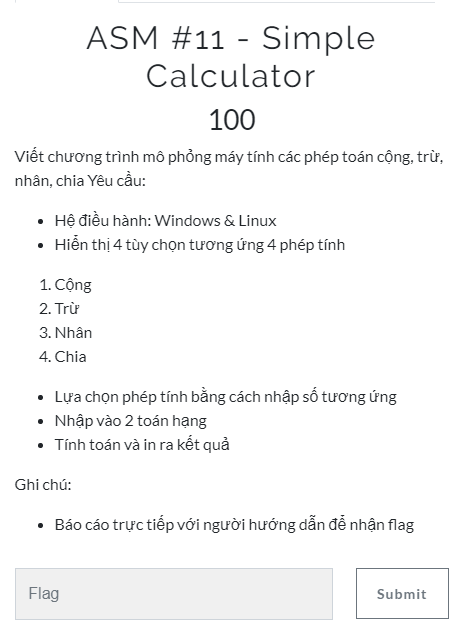 ASM #11 - Simple
Calculator
100
Viết chương trình mô phỏng máy tính các phép toán cộng, trừ,
nhân, chia Yêu cầu:
• Hệ điều hành: Windows & Linux
• Hiển thị 4 tùy chọn tương ứng 4 phép tính
1. Cộng
2. Trừ
3. Nhân
4. Chia
• Lựa chọn phép tính bằng cách nhập số tương ứng
• Nhập vào 2 toán hạng
• Tính toán và in ra kết quả
Ghi chú:
• Báo cáo trực tiếp với người hướng dẫn để nhận flag
Flag
Submit